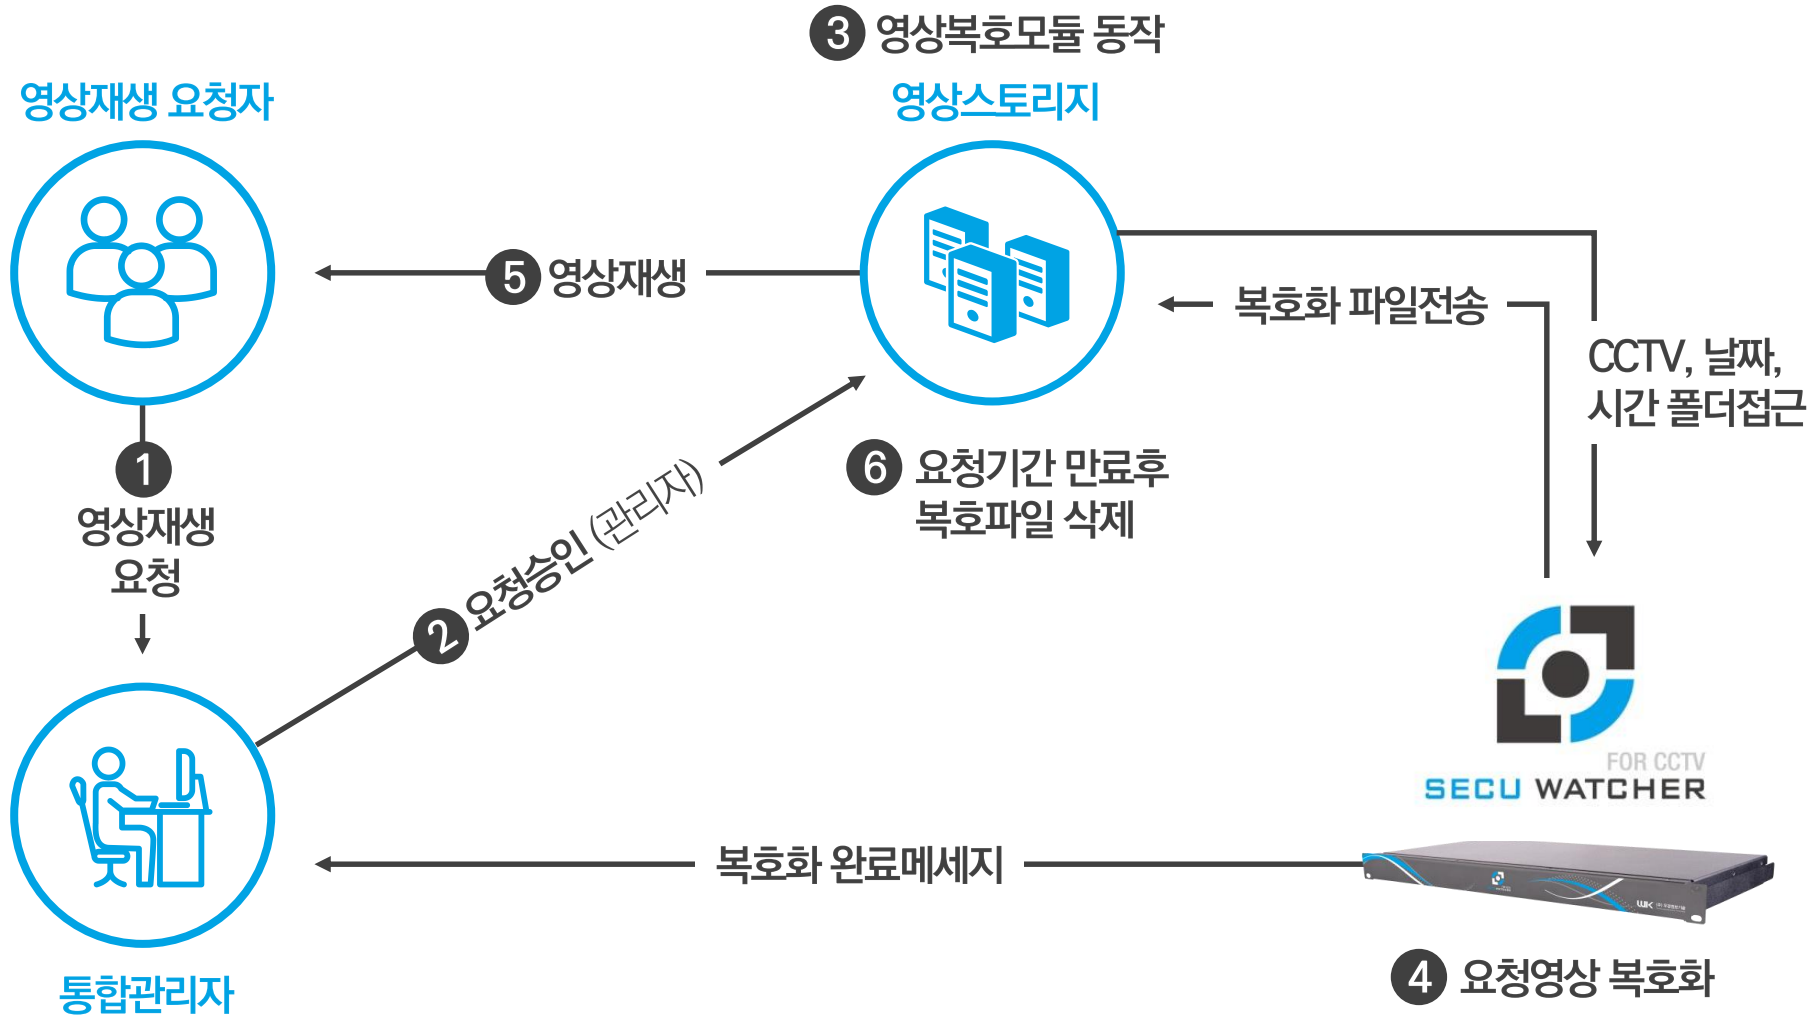 3 영상복호모듈 동작
영상재생 요청자
영상스토리지
5 영상재생
복호화 파일전송
CCTV, 날짜,
시간 폴더접근
1
영상재생
요청
2 요청승인 (관리자)
6 요청기간 만료후
복호파일 삭제
FOR CCTV
SECU WATCHER
복호화 완료메세지
WK
통합관리자
4 요청영상 복호화